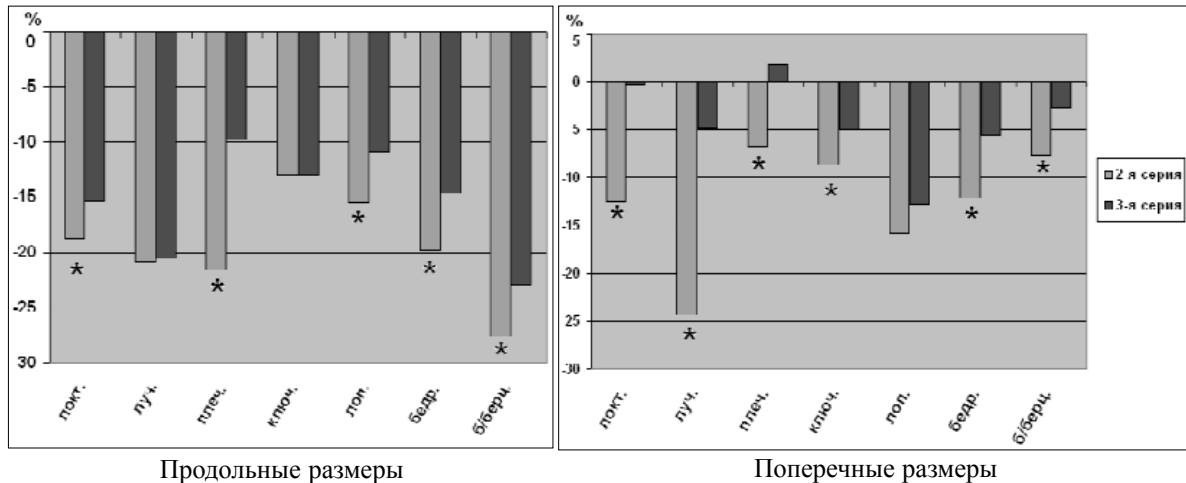 %
0
-5
-10
-15
-20
-25
30
*
*
*
*
*
локт.
луч.
плеч.
ключ.
лоп.
бедр.
б/берц.
Продольные размеры
%
5
0
5
-10
-15
-20
25
-30
*
*
*
*
*
*
локт.
луч.
плеч.
ключ.
лоп.
бедр.
б/берц.
2 я серия
3-я серия
Поперечные размеры